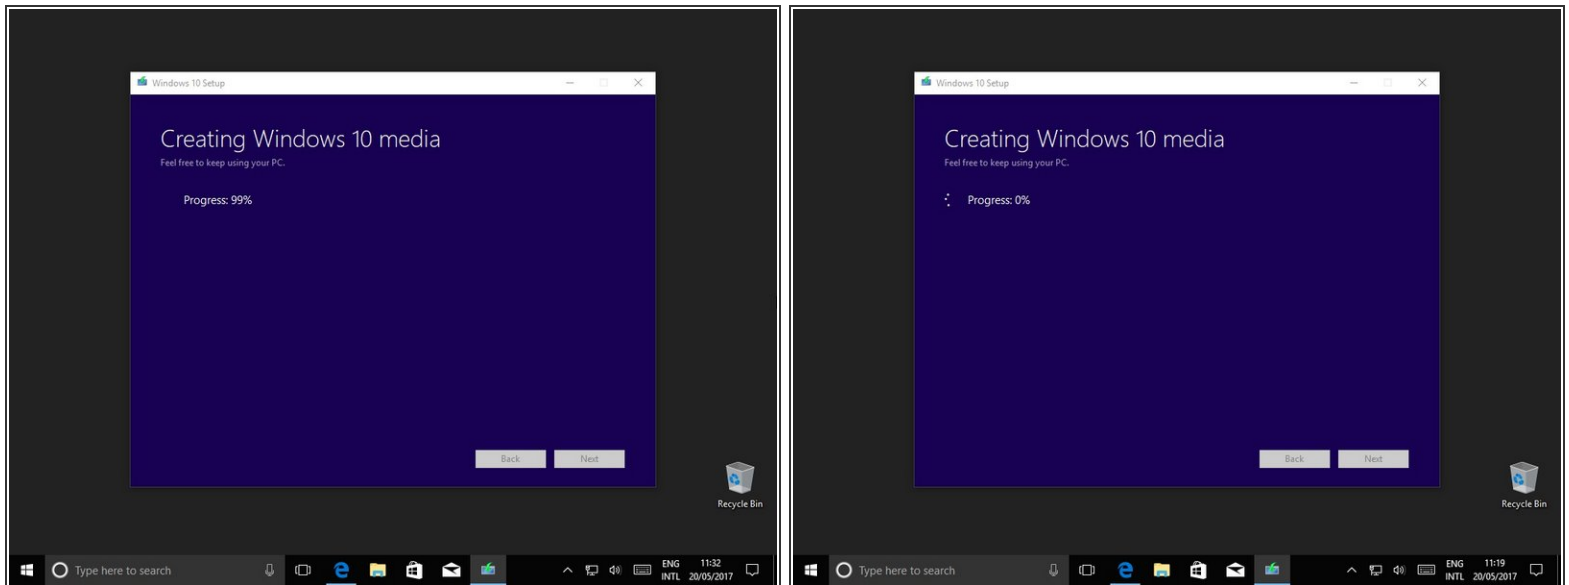 Windows 10 Setup
Creating Windows 10 media
Feel free to keep using your PC.
Progress: 99%
Back Next
Recycle Bin
Type here to search
ENG 11:32
INTL 20/05/2017
Windows 10 Setup
Creating Windows 10 media
Feel free to keep using your PC.
Progress: 0%
Back Next
Recycle Bin
Type here to search
ENG 11:19
INTL 20/05/2017